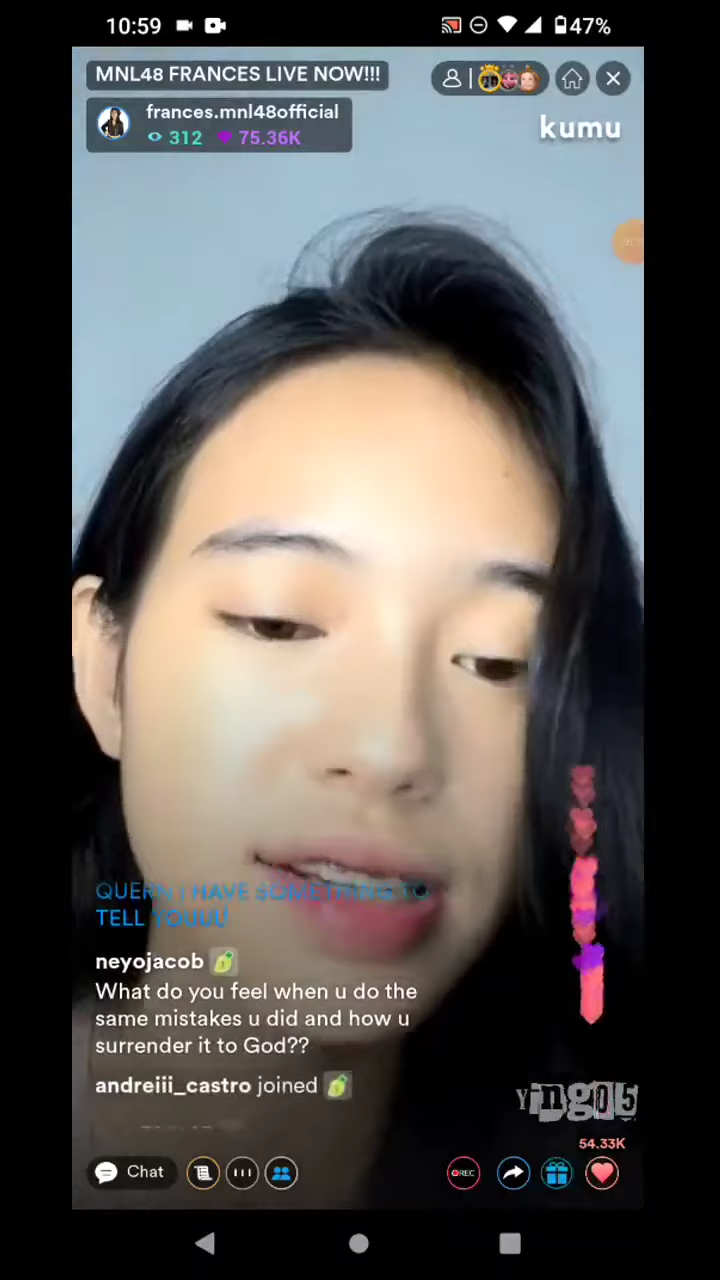 10:59
47%
MNL48 FRANCES LIVE NOW!!!
frances.mnl48official
312 75.36K
kumu
QUEEN I HAVE SOMETHING TO
TELL YOUUU!
neyojacob
What do you feel when u do the
same mistakes u did and how u
surrender it to God??
andreiii_castro joined
Yingo5
54.33K
Chat
REC